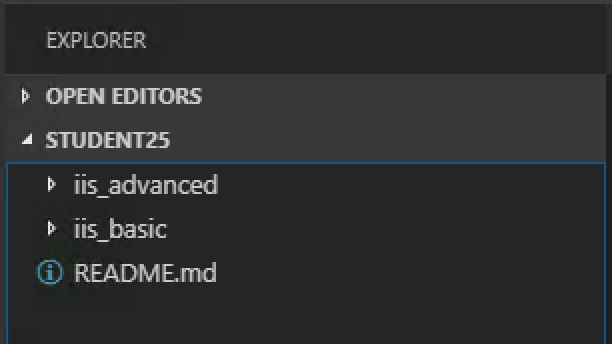 EXPLORER
OPEN EDITORS
STUDENT25
iis_advanced
iis_basic
README.md